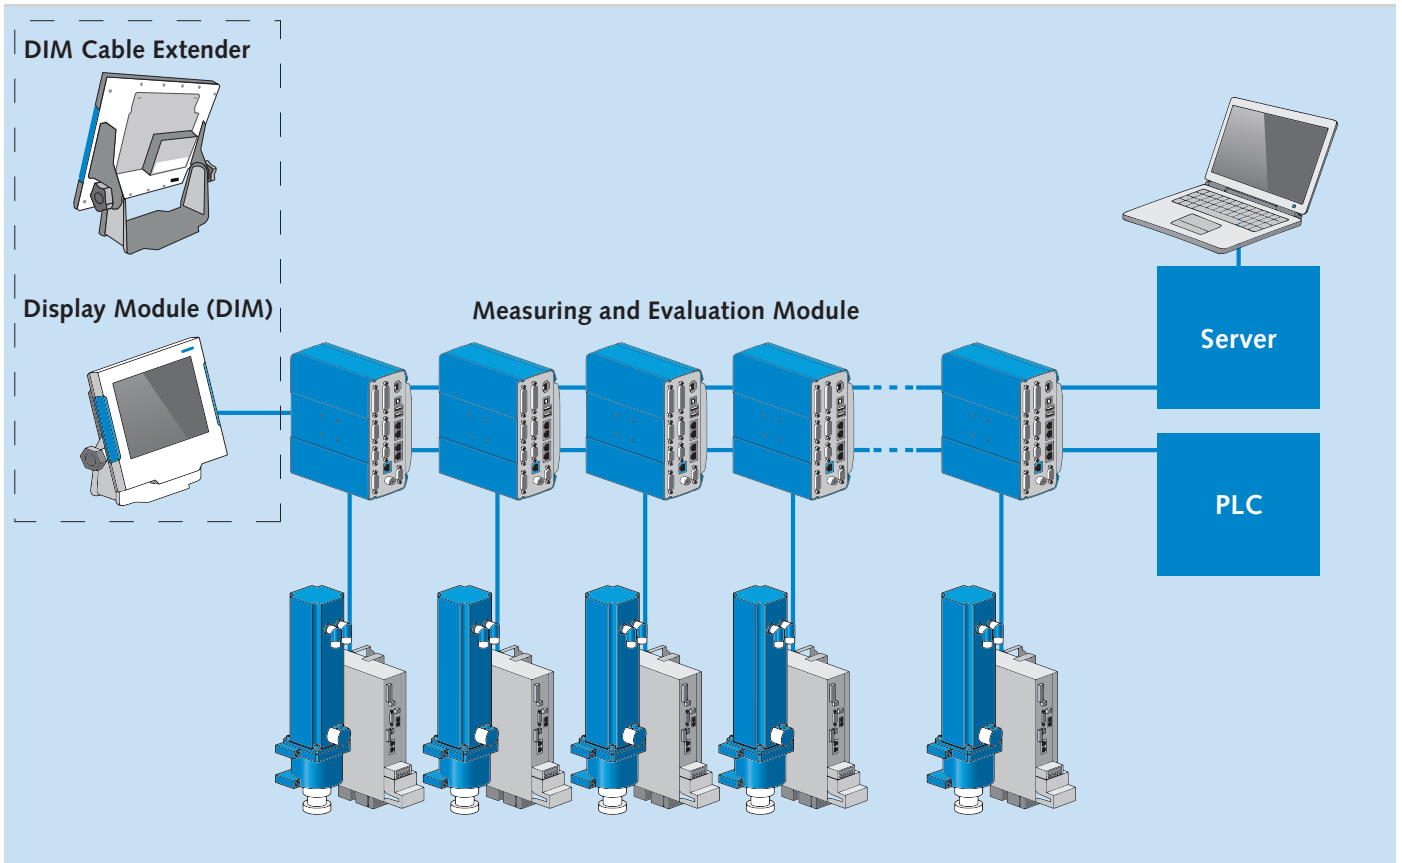 DIM Cable Extender
Display Module (DIM)
Measuring and Evaluation Module
Server
PLC